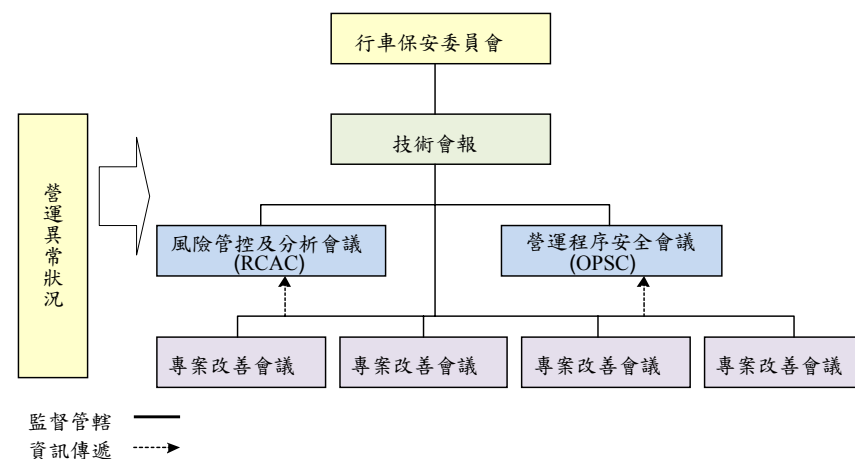 行車保安委員會
技術會報
營運異常狀況
風險管控及分析會議
(RCAC)
營運程序安全會議
(OPSC)
專案改善會議
專案改善會議
專案改善會議
專案改善會議
監督管轄
資訊傳遞